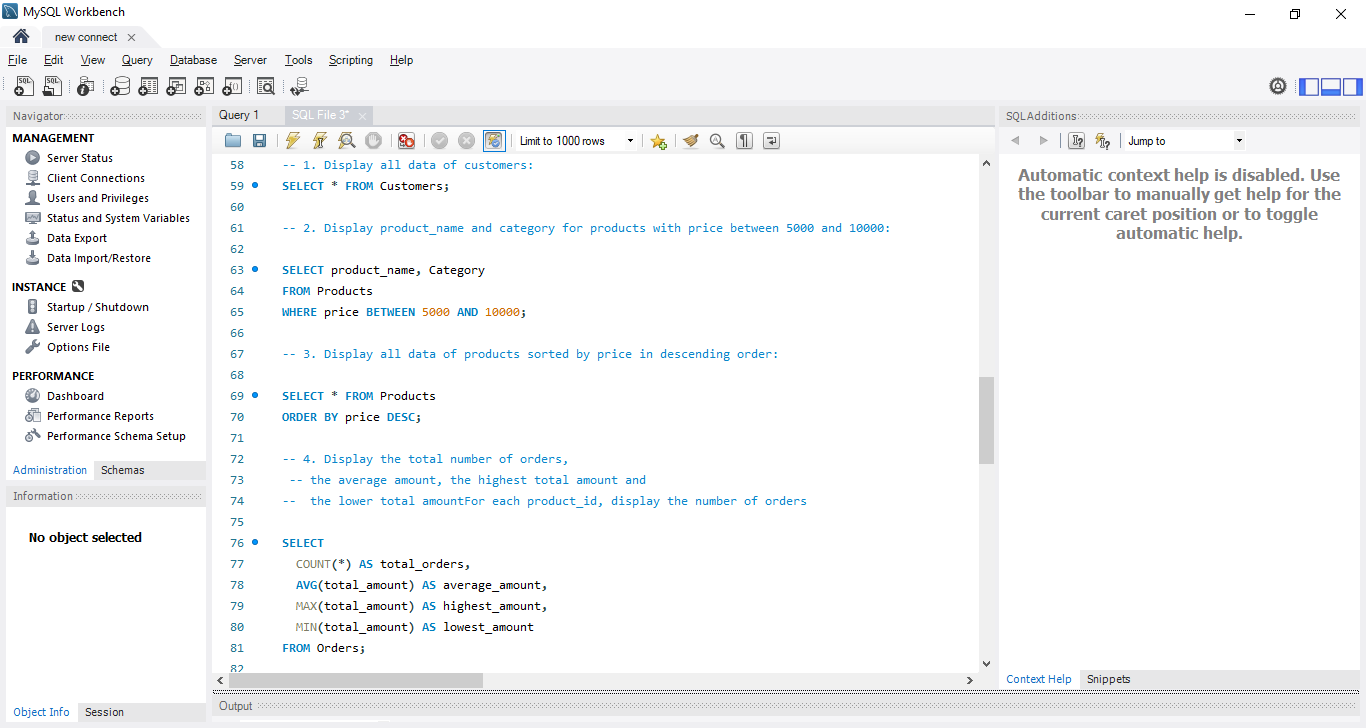 MySQL Workbench
new connect
File Edit View Query Database Server Tools Scripting Help
Navigator
MANAGEMENT
Server Status
Client Connections
Users and Privileges
Status and System Variables
Data Export
Data Import/Restore
INSTANCE
Startup / Shutdown
Server Logs
Options File
PERFORMANCE
Dashboard
Performance Reports
Performance Schema Setup
Administration Schemas
Information
No object selected
Object Info Session
Query 1 SQL File 3*
Limit to 1000 rows
58 -- 1. Display all data of customers:
59 SELECT * FROM Customers;
60
61 -- 2. Display product_name and category for products with price between 5000 and 10000:
62
63 SELECT product_name, Category
64 FROM Products
65 WHERE price BETWEEN 5000 AND 10000;
66
67 -- 3. Display all data of products sorted by price in descending order:
68
69 SELECT * FROM Products
70 ORDER BY price DESC;
71
72 -- 4. Display the total number of orders,
73 -- the average amount, the highest total amount and
74 --  the lower total amountFor each product_id, display the number of orders
75
76 SELECT
77 COUNT(*) AS total_orders,
78 AVG(total_amount) AS average_amount,
79 MAX(total_amount) AS highest_amount,
80 MIN(total_amount) AS lowest_amount
81 FROM Orders;
82
Output
SQLAdditions
Jump to
Automatic context help is disabled. Use
the toolbar to manually get help for the
current caret position or to toggle
automatic help.
Context Help Snippets